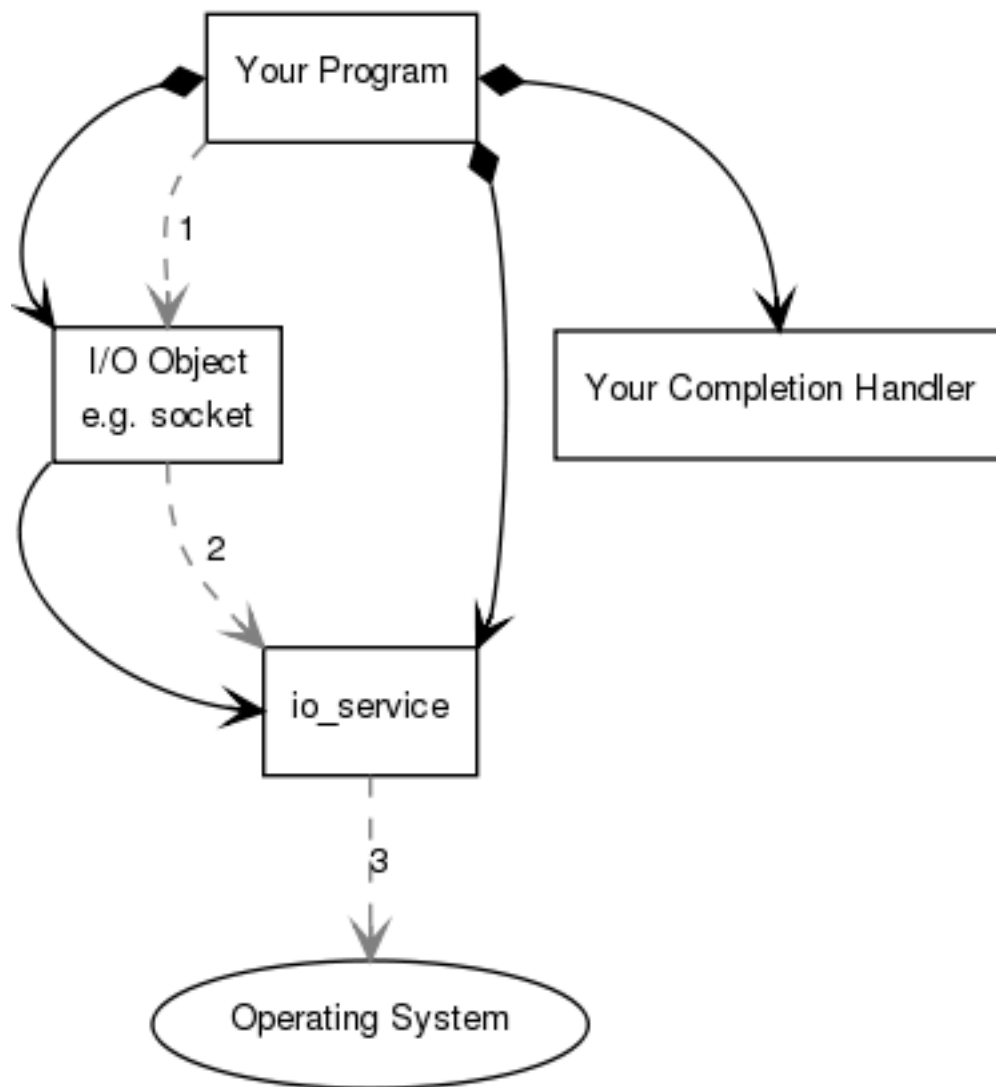 Your Program
1
I/O Object
e.g. socket
Your Completion Handler
2
io_service
3
Operating System